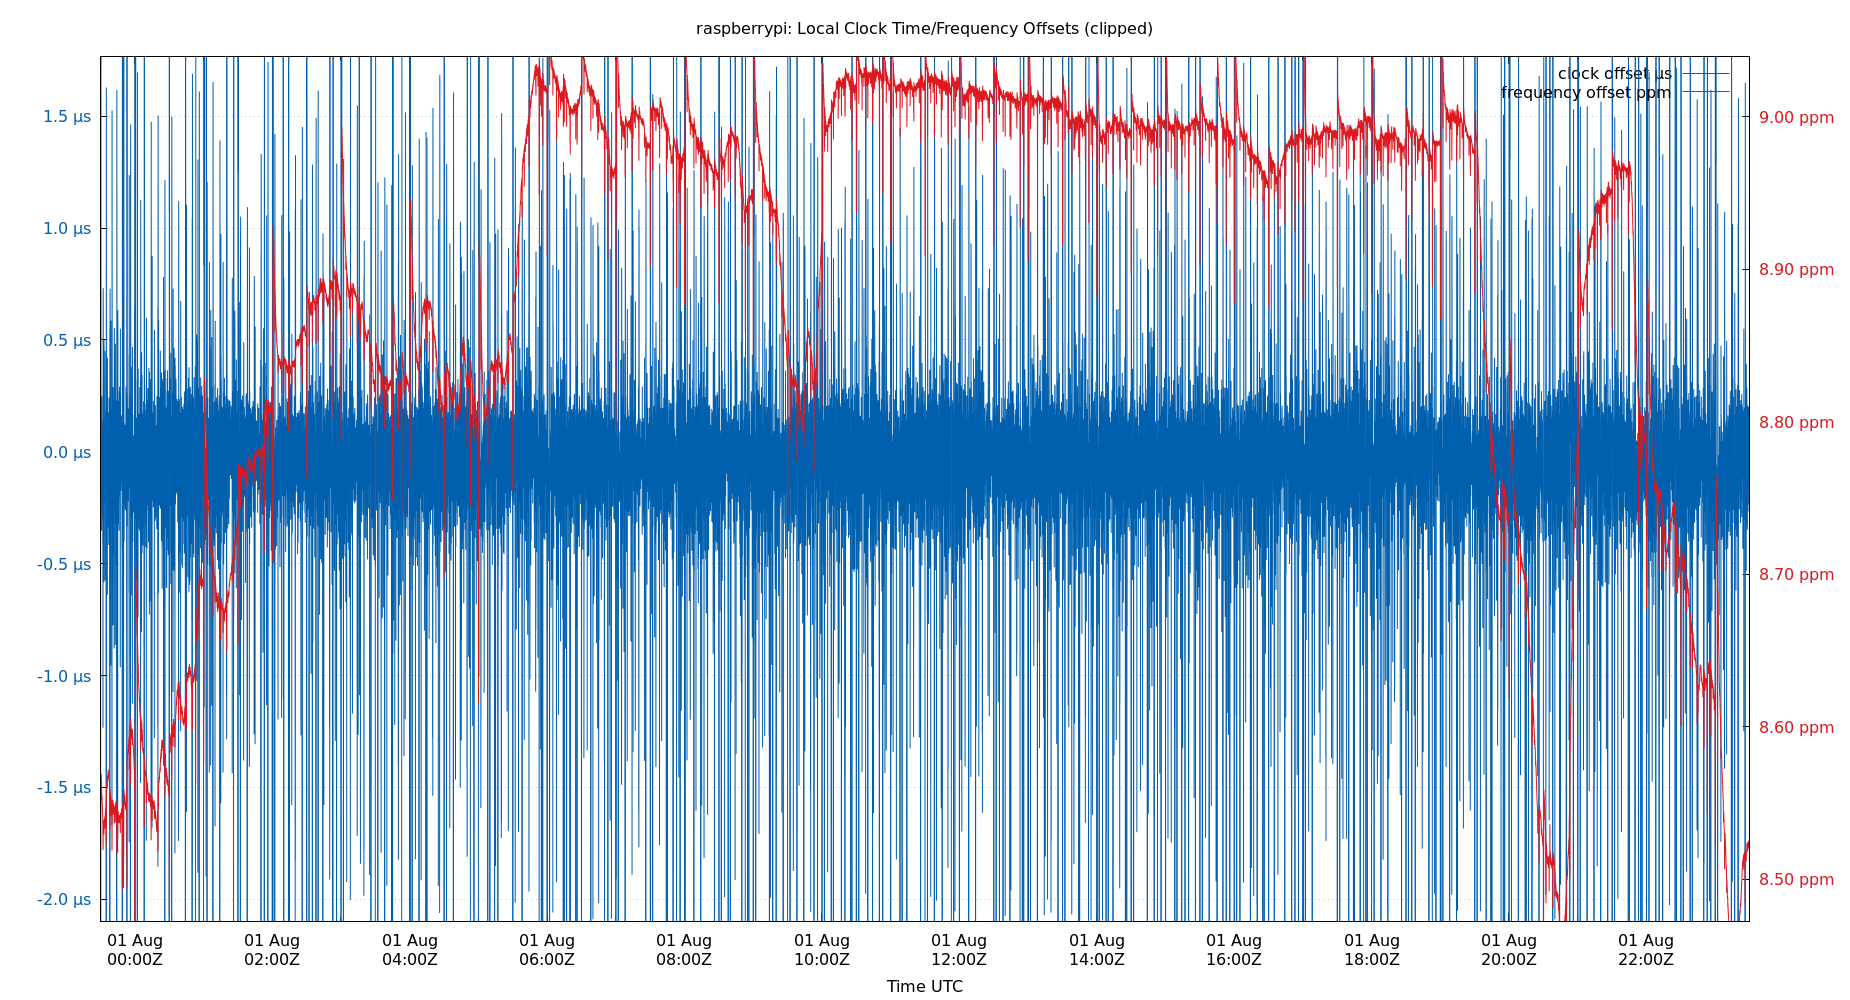 raspberrypi: Local Clock Time/Frequency Offsets (clipped)
clock offset µs
frequency offset ppm
1.5 µs
1.0 µs
0.5 µs
0.0 µs
-0.5 µs
-1.0 µs
-1.5 µs
-2.0 µs
9.00 ppm
8.90 ppm
8.80 ppm
8.70 ppm
8.60 ppm
8.50 ppm
01 Aug 01 Aug 01 Aug 01 Aug 01 Aug 01 Aug 01 Aug 01 Aug 01 Aug 01 Aug 01 Aug 01 Aug
00:00Z 02:00Z 04:00Z 06:00Z 08:00Z 10:00Z 12:00Z 14:00Z 16:00Z 18:00Z 20:00Z 22:00Z
Time UTC